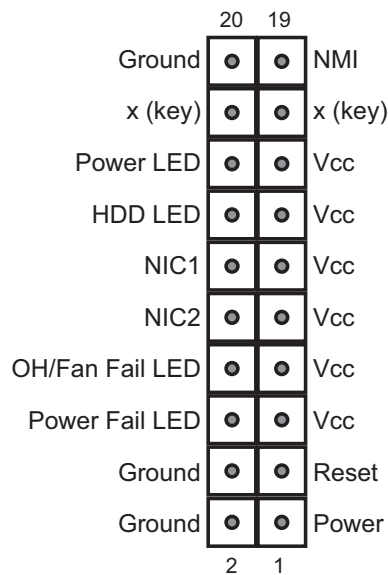 20 19
Ground NMI
x (key) x (key)
Power LED Vcc
HDD LED Vcc
NIC1 Vcc
NIC2 Vcc
OH/Fan Fail LED Vcc
Power Fail LED Vcc
Ground Reset
Ground Power
2 1